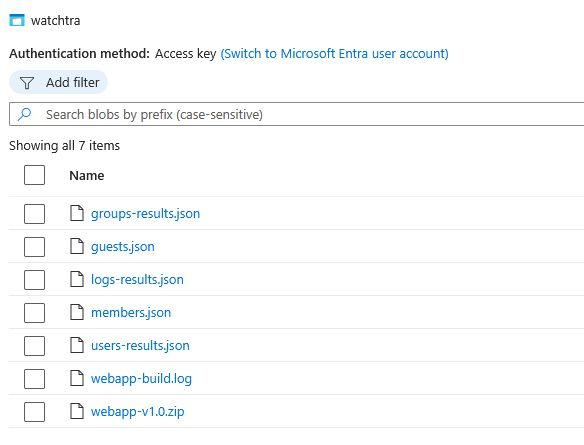 watchtra
Authentication method: Access key (Switch to Microsoft Entra user account)
Add filter
Search blobs by prefix (case-sensitive)
Showing all 7 items
Name
groups-results.json
guests.json
logs-results.json
members.json
users-results.json
webapp-build.log
webapp-v1.0.zip